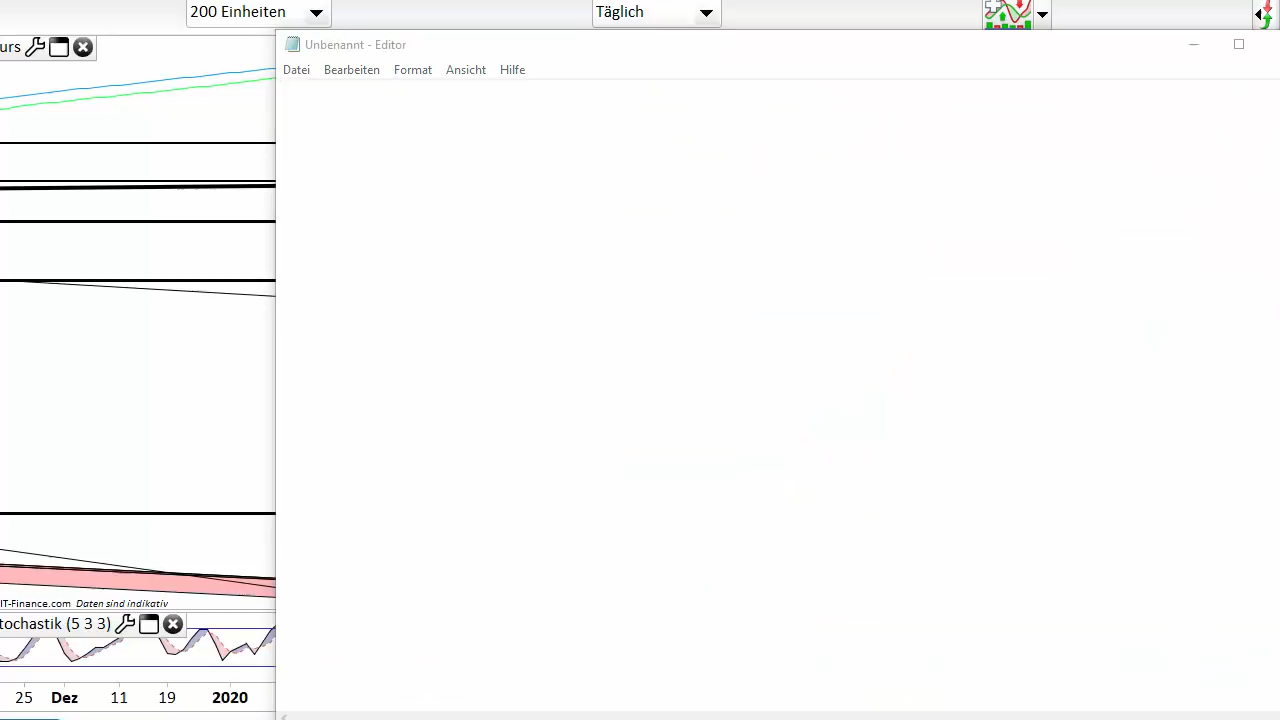 200 Einheiten
Täglich
urs
Unbenannt - Editor
Datei Bearbeiten Format Ansicht Hilfe
IT-Finance.com Daten sind indikativ
tochastik (5 3 3)
25 Dez 11 19 2020